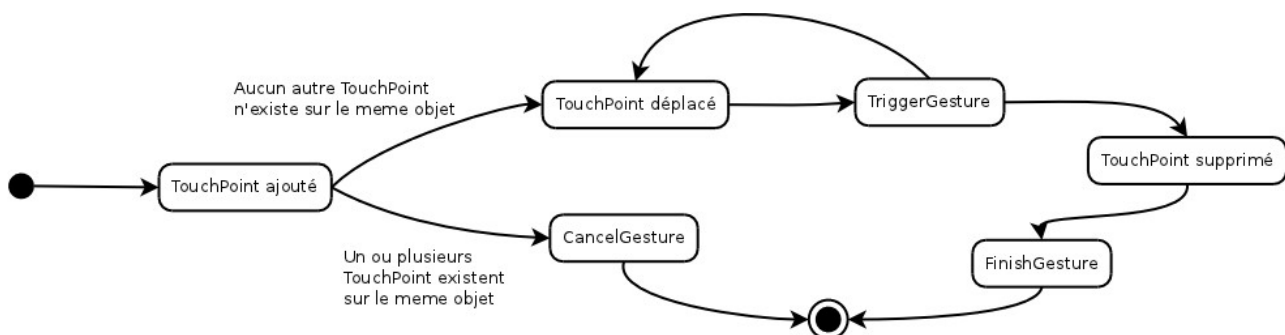 Aucun autre TouchPoint
n'existe sur le meme objet
TouchPoint déplacé
TriggerGesture
TouchPoint supprimé
TouchPoint ajouté
CancelGesture
FinishGesture
Un ou plusieurs
TouchPoint existent
sur le meme objet